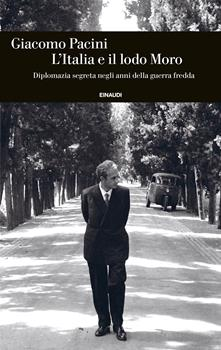 Giacomo Pacini
L'Italia e il lodo Moro
Diplomazia segreta negli anni della guerra fredda
EINAUDI